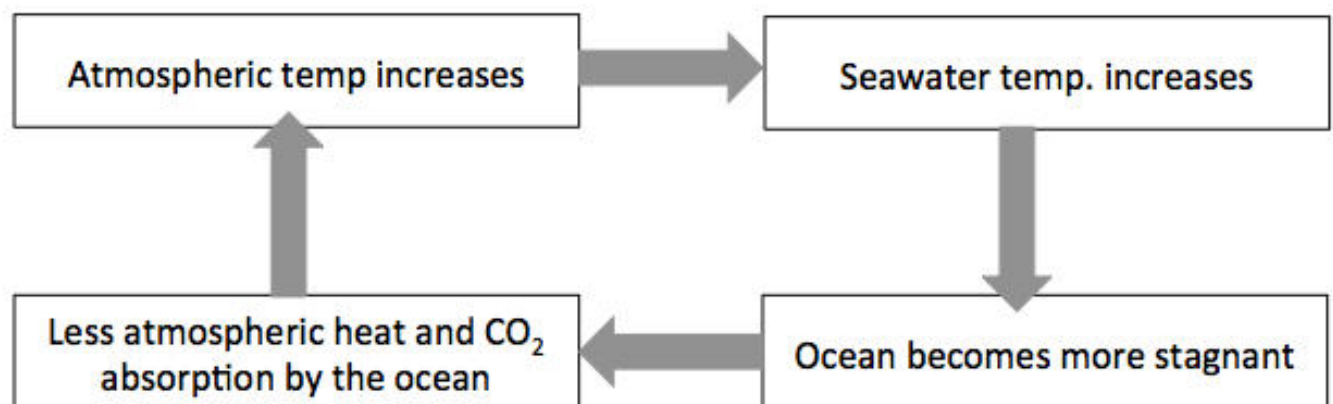 Atmospheric temp increases
Seawater temp. increases
Less atmospheric heat and CO₂
absorption by the ocean
Ocean becomes more stagnant